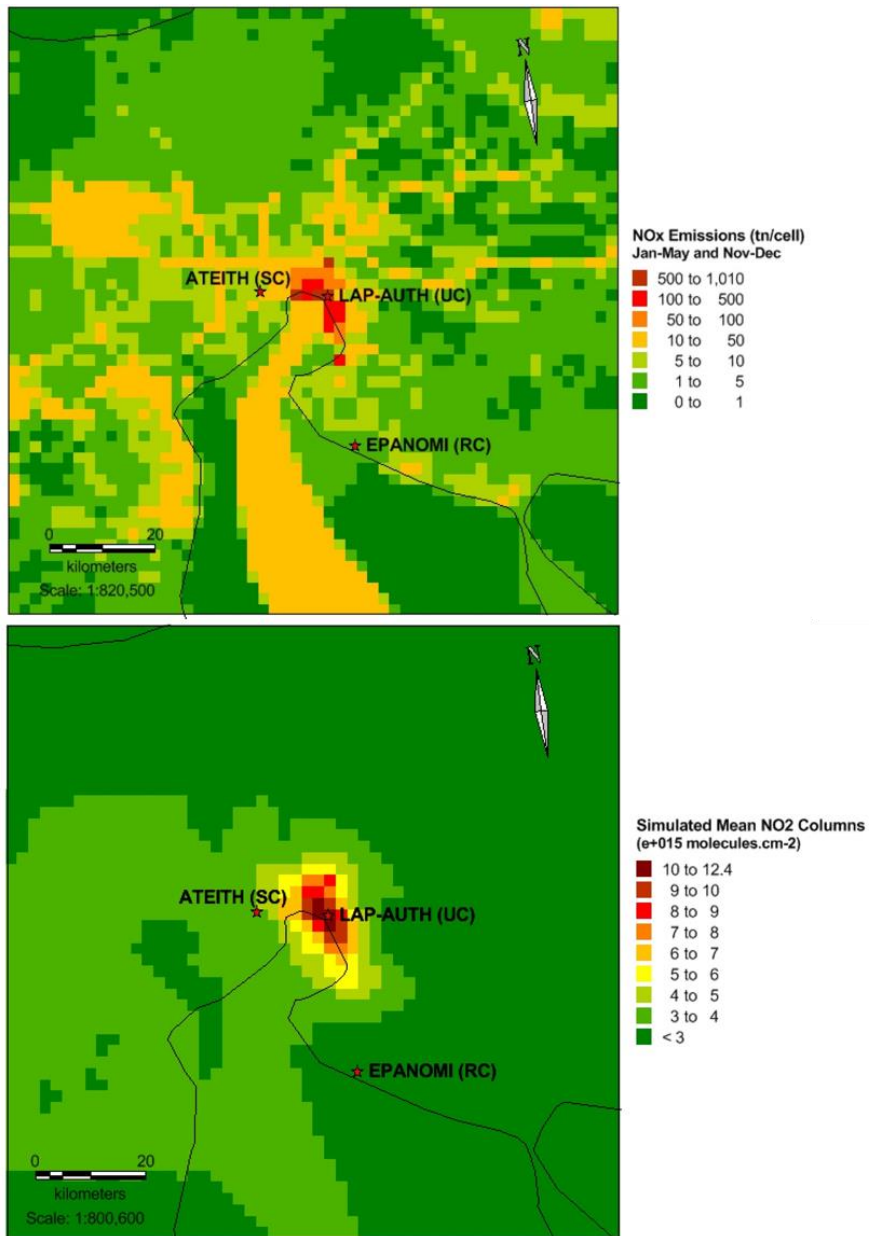 N
ATEITH (SC)
LAP-AUTH (UC)
EPANOMI (RC)
0 20
kilometers
Scale: 1:820,500
NOx Emissions (tn/cell)
Jan-May and Nov-Dec
500 to 1,010
100 to 500
50 to 100
10 to 50
5 to 10
1 to 5
0 to 1
N
ATEITH (SC)
LAP-AUTH (UC)
EPANOMI (RC)
0 20
kilometers
Scale: 1:800,600
Simulated Mean NO2 Columns
(e+015 molecules.cm-2)
10 to 12.4
9 to 10
8 to 9
7 to 8
6 to 7
5 to 6
4 to 5
3 to 4
< 3